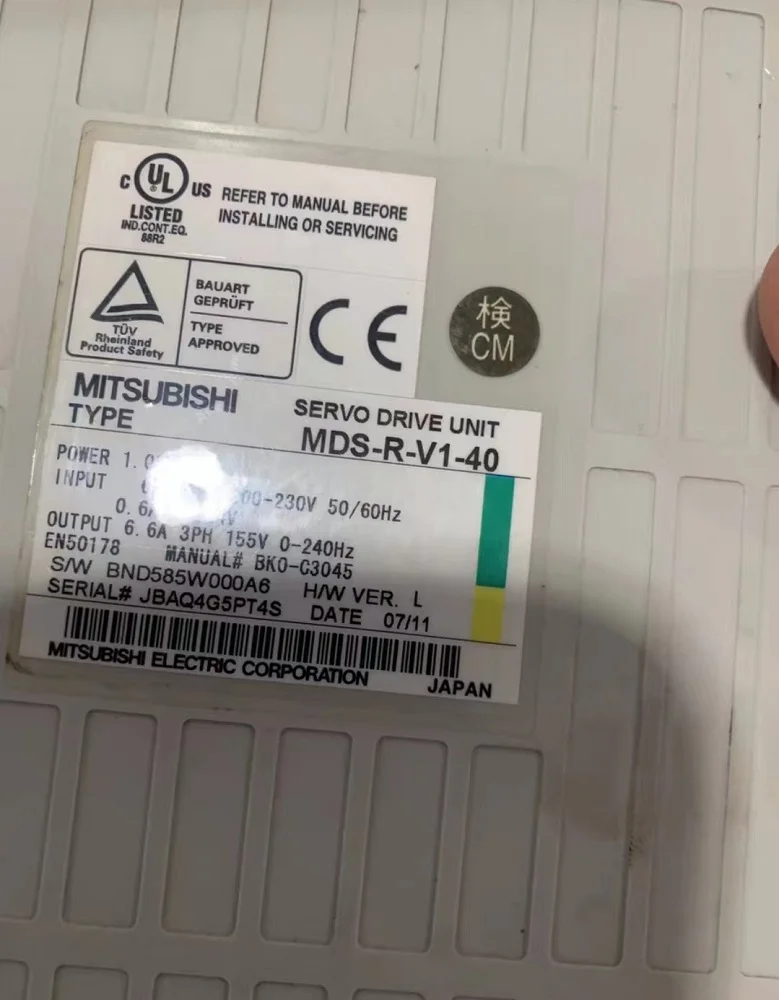 C UL US
LISTED
IND.CONT.EQ.
88R2
REFER TO MANUAL BEFORE
INSTALLING OR SERVICING
TÜV
Rheinland
Product Safety
BAUART
GEPRÜFT
TYPE
APPROVED
CE
検
CM
MITSUBISHI
SERVO DRIVE UNIT
TYPE MDS-R-V1-40
POWER
INPUT 50/60Hz
OUTPUT 6.6A 3PH 155V 0-240Hz
EN50178 MANUAL# BK0-C3045
S/W BND585W000A6 H/W VER. L
SERIAL# JBAQ4G5PT4S DATE 07/11
MITSUBISHI ELECTRIC CORPORATION JAPAN